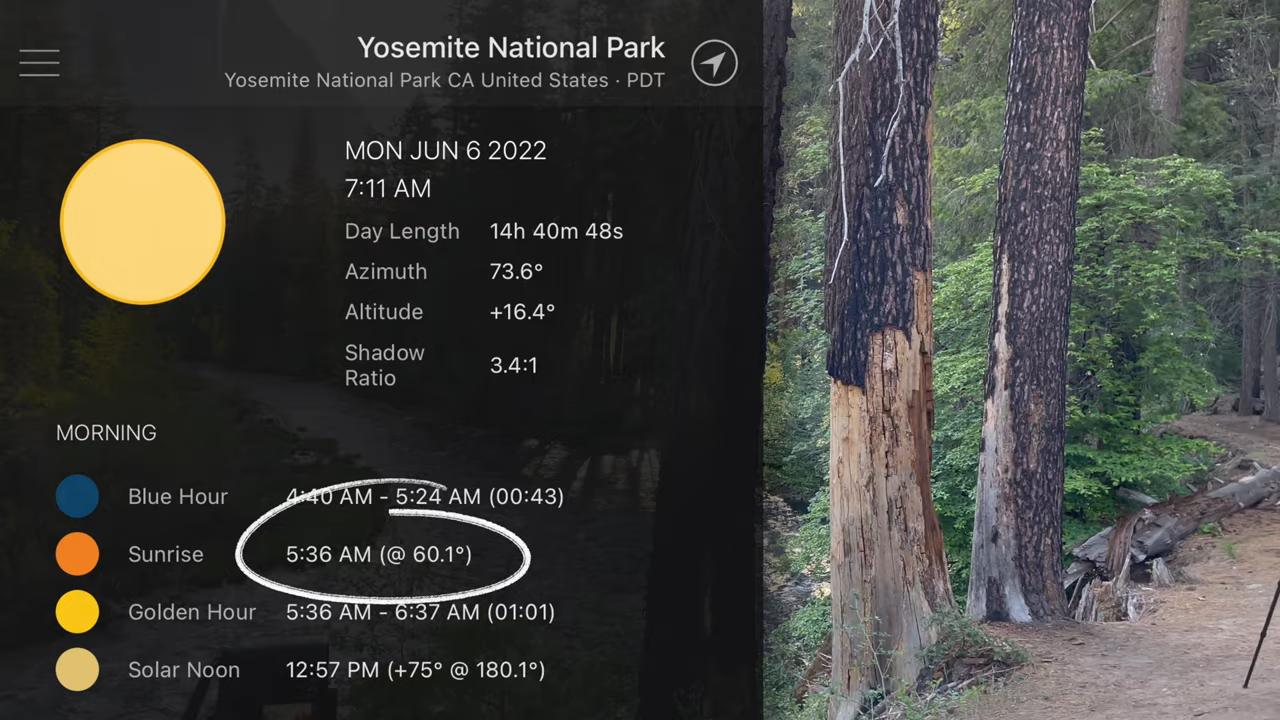 Yosemite National Park
Yosemite National Park CA United States · PDT
MON JUN 6 2022
7:11 AM
Day Length 14h 40m 48s
Azimuth 73.6°
Altitude +16.4°
Shadow
Ratio 3.4:1
MORNING
Blue Hour 4:40 AM - 5:24 AM (00:43)
Sunrise 5:36 AM (@ 60.1°)
Golden Hour 5:36 AM - 6:37 AM (01:01)
Solar Noon 12:57 PM (+75° @ 180.1°)